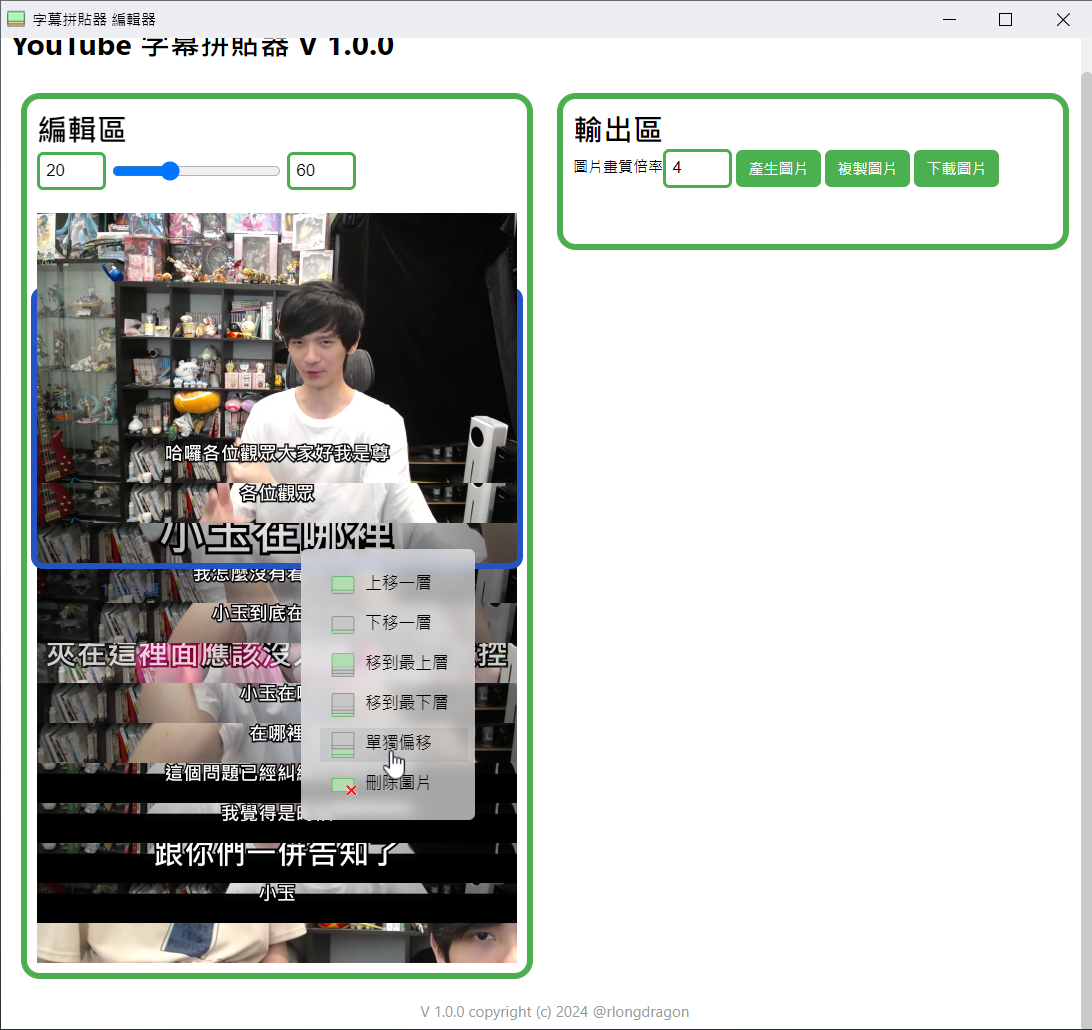 字幕拼貼器 編輯器
YouTube 字幕拼貼器 V 1.0.0
編輯區
20
60
哈囉各位觀眾大家好我是尊
各位觀眾
小玉在哪裡
我怎麼沒有看
小玉到底在
夾在這裡面應該沒
控
小玉在
在哪裡
這個問題已經糾
我覺得是時
跟你們一併告知了
小玉
上移一層
下移一層
移到最上層
移到最下層
單獨偏移
刪除圖片
輸出區
圖片畫質倍率
4
產生圖片
複製圖片
下載圖片
V 1.0.0 copyright (c) 2024 @rlongdragon